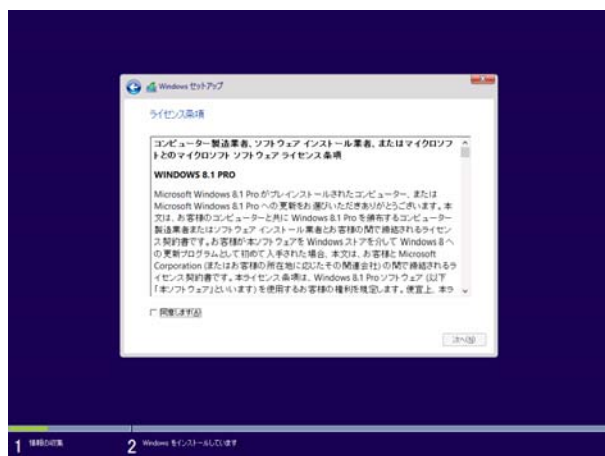 Windows セットアップ
ライセンス条項
コンピューター製造業者、ソフトウェア インストール業者、またはマイクロソフ
トとのマイクロソフト ソフトウェア ライセンス条項
WINDOWS 8.1 PRO
Microsoft Windows 8.1 Pro がプレインストールされたコンピューター、または
Microsoft Windows 8.1 Pro への更新をお選びいただきありがとうございます。本
文は、お客様のコンピューターと共に Windows 8.1 Pro を頒布するコンピューター
製造業者またはソフトウェア インストール業者とお客様の間で締結されるライセン
ス契約書です。お客様が本ソフトウェアを Windows ストアを介して Windows 8 へ
の更新プログラムとして初めて入手された場合、本文は、お客様と Microsoft
Corporation (またはお客様の所在地に応じたその関連会社) の間で締結されるラ
イセンス契約書です。本ライセンス条項は、Windows 8.1 Pro ソフトウェア (以下
「本ソフトウェア」といいます) を使用するお客様の権利を規定します。便宜上、本ラ
同意します(A)
次へ(N)
1 情報の収集
2 Windows をインストールしています